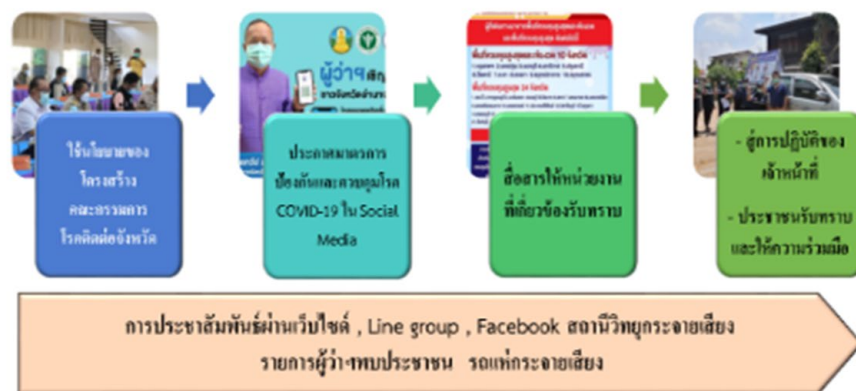 ผู้ว่าฯ
ใช้นโยบายของ
โครงสร้าง
คณะกรรมการ
โรคติดต่อจังหวัด
ประกาศมาตรการ
ป้องกันและควบคุมโรค
COVID-19 ใน Social
Media
สื่อสารให้หน่วยงาน
ที่เกี่ยวข้องรับทราบ
- สู่การปฏิบัติของ
เจ้าหน้าที่
- ประชาชนรับทราบ
และให้ความร่วมมือ
การประชาสัมพันธ์ผ่านเว็บไซด์ , Line group , Facebook สถานีวิทยุกระจายเสียง
รายการผู้ว่าฯพบประชาชน รถแห่กระจายเสียง